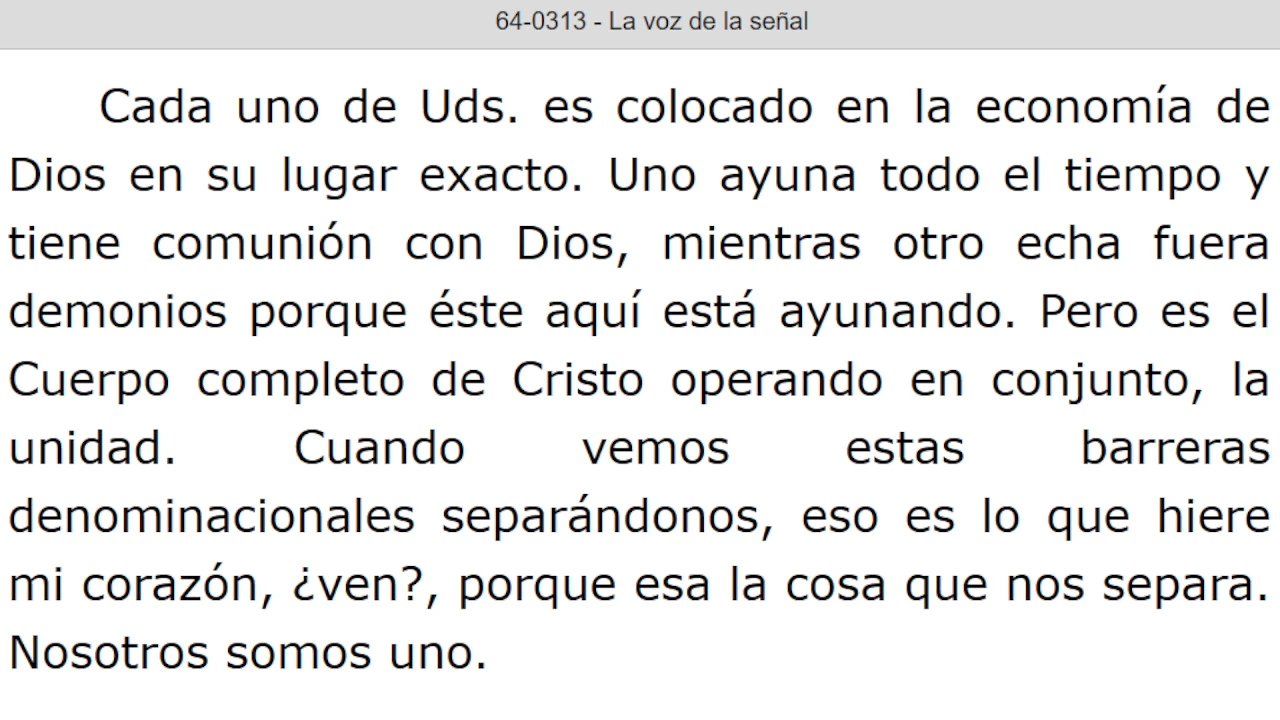 64-0313 - La voz de la señal
Cada uno de Uds. es colocado en la economía de
Dios en su lugar exacto. Uno ayuna todo el tiempo y
tiene comunión con Dios, mientras otro echa fuera
demonios porque éste aquí está ayunando. Pero es el
Cuerpo completo de Cristo operando en conjunto, la
unidad. Cuando vemos estas barreras
denominacionales separándonos, eso es lo que hiere
mi corazón, ¿ven?, porque esa la cosa que nos separa.
Nosotros somos uno.